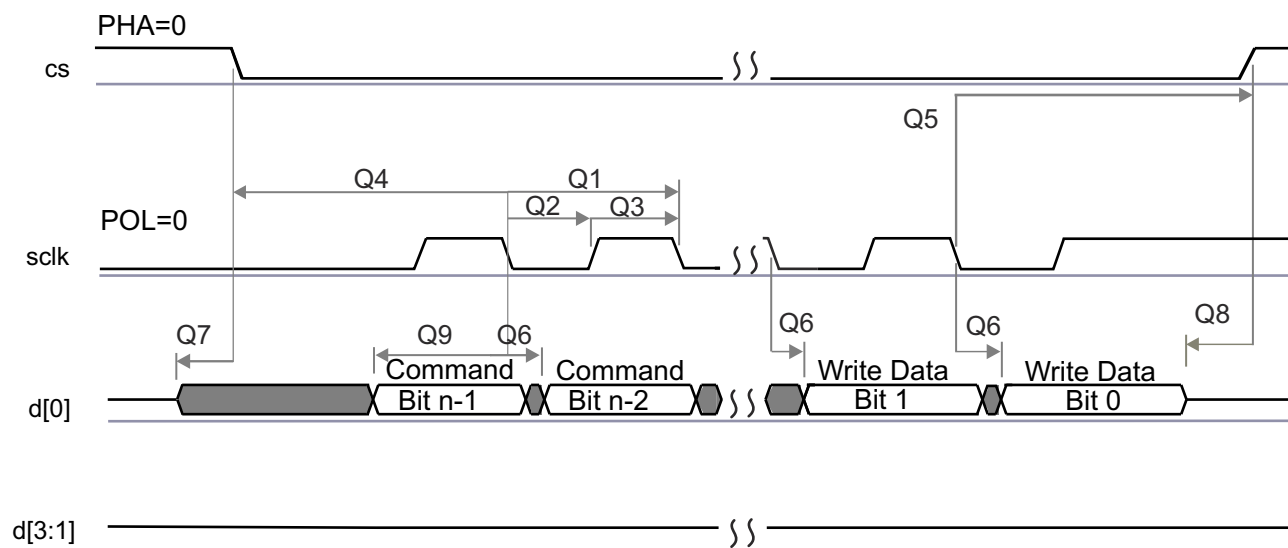 PHA=0
cs
Q5
Q4 Q1
Q2 Q3
POL=0
sclk
Q7 Q9 Q6 Q6 Q6 Q8
Command Command Write Data Write Data
d[0] Bit n-1 Bit n-2 Bit 1 Bit 0
d[3:1]